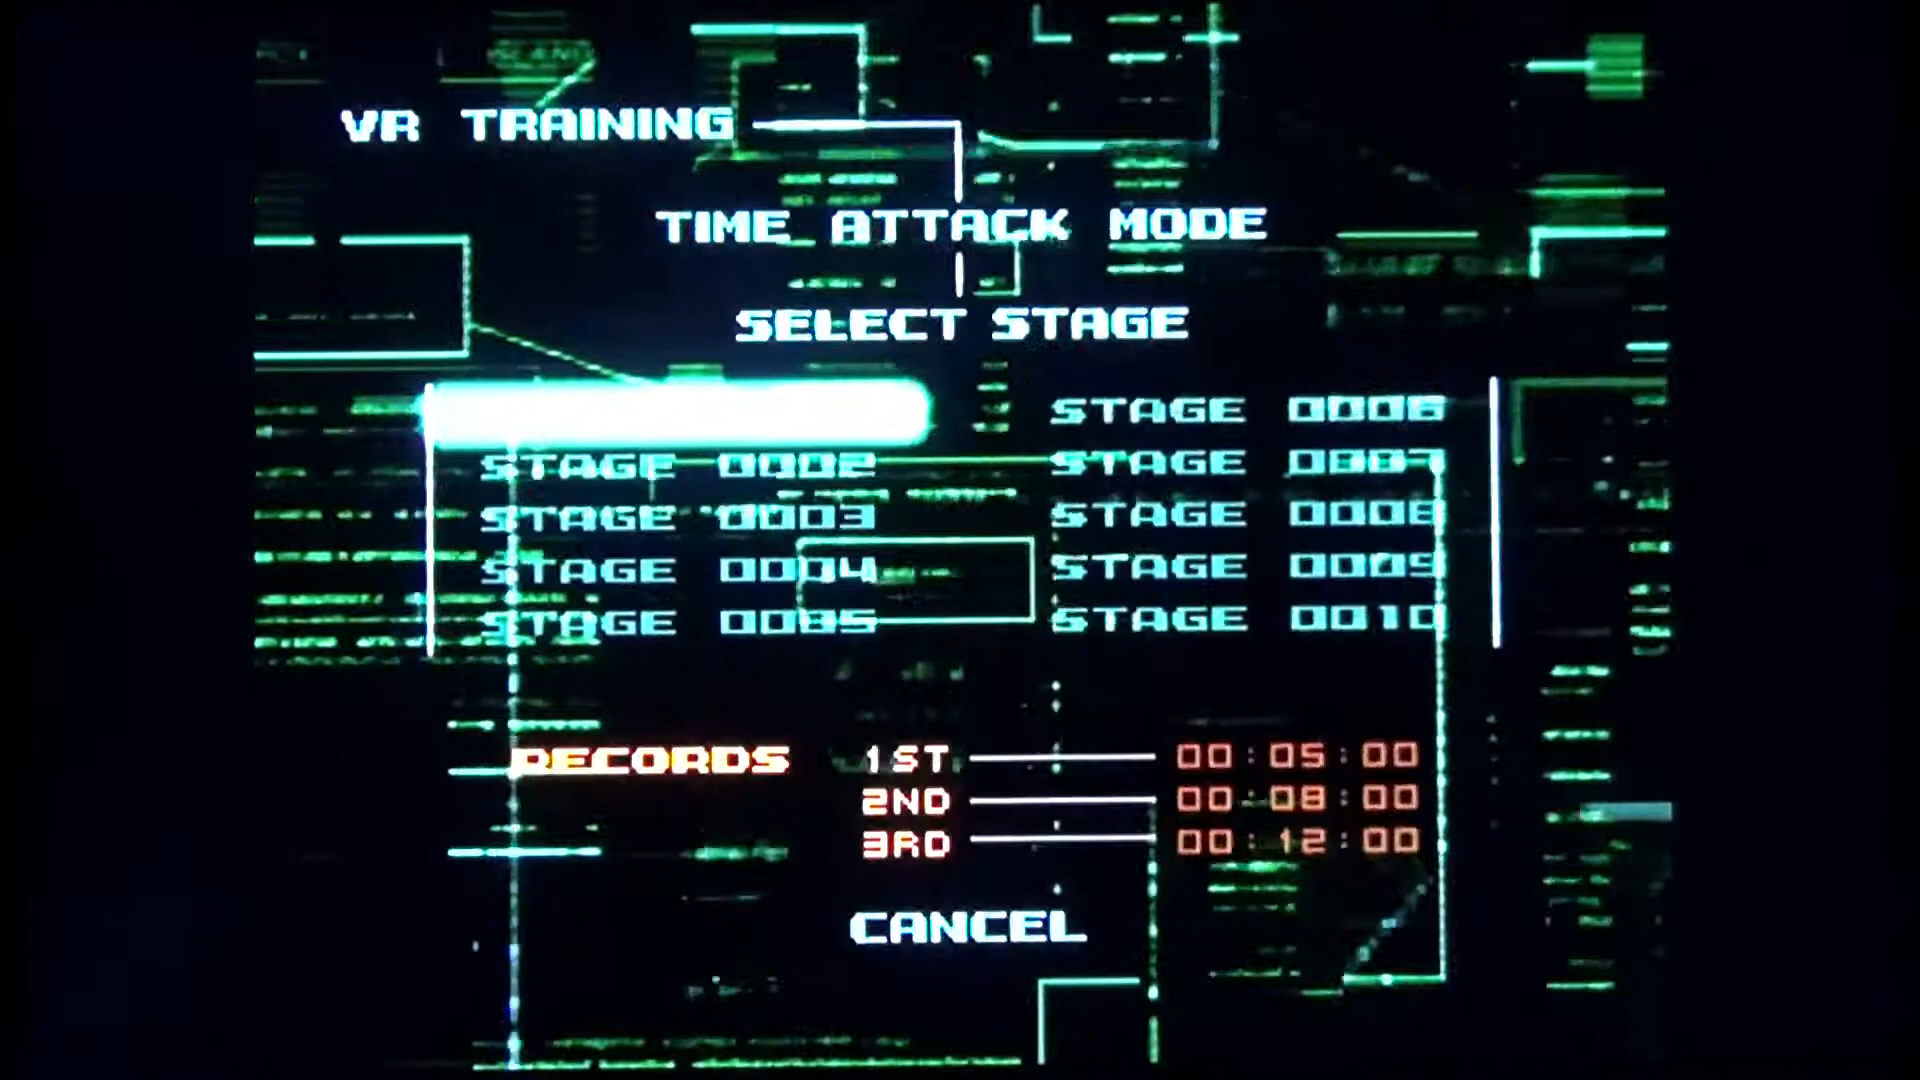 VR TRAINING
TIME ATTACK MODE
SELECT STAGE
STAGE 0002
STAGE 0003
STAGE 0004
STAGE 0005
STAGE 0006
STAGE 0007
STAGE 0008
STAGE 0009
STAGE 0010
RECORDS
1ST 00:05:00
2ND 00:08:00
3RD 00:12:00
CANCEL